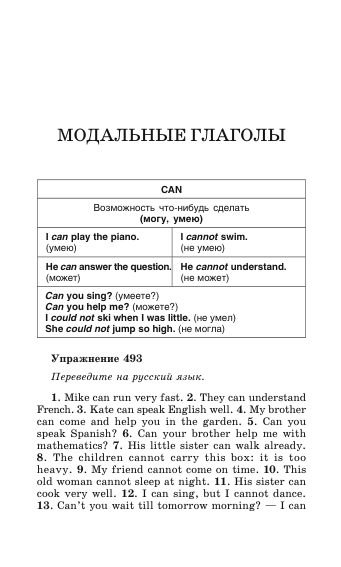 МОДАЛЬНЫЕ ГЛАГОЛЫ
CAN
Возможность что-нибудь сделать
(могу, умею)
I can play the piano.
(умею)
I cannot swim.
(не умею)
He can answer the question.
(может)
He cannot understand.
(не может)
Can you sing? (умеете?)
Can you help me? (можете?)
I could not ski when I was little. (не умел)
She could not jump so high. (не могла)
Упражнение 493
Переведите на русский язык.
1. Mike can run very fast. 2. They can understand
French. 3. Kate can speak English well. 4. My brother
can come and help you in the garden. 5. Can you
speak Spanish? 6. Can your brother help me with
mathematics? 7. His little sister can walk already.
8. The children cannot carry this box: it is too
heavy. 9. My friend cannot come on time. 10. This
old woman cannot sleep at night. 11. His sister can
cook very well. 12. I can sing, but I cannot dance.
13. Can't you wait till tomorrow morning? — I can